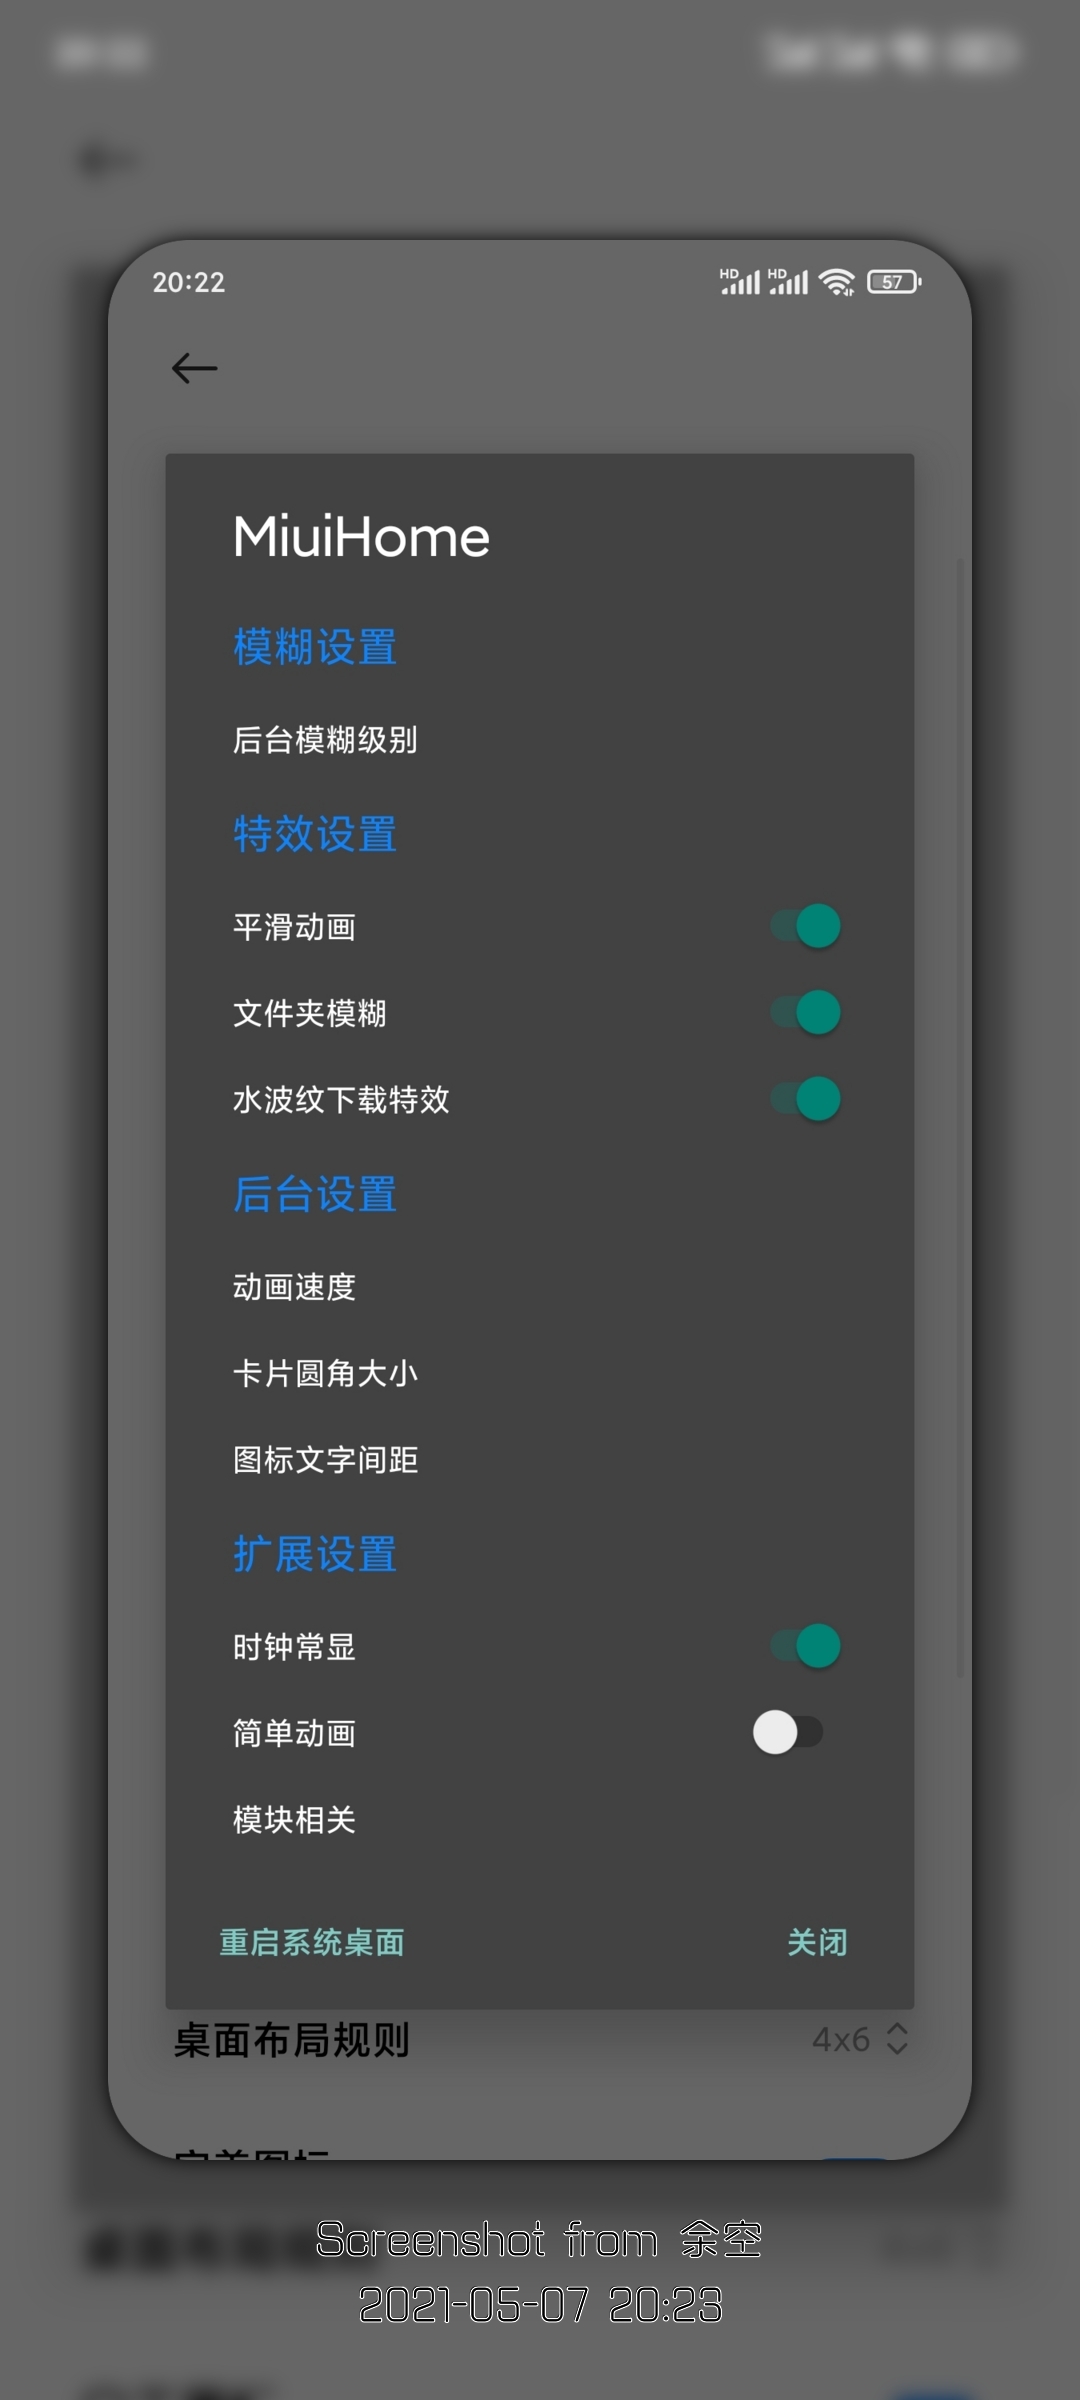 20:22
HD HD 57
MiuiHome
模糊设置
后台模糊级别
特效设置
平滑动画
文件夹模糊
水波纹下载特效
后台设置
动画速度
卡片圆角大小
图标文字间距
扩展设置
时钟常显
简单动画
模块相关
重启系统桌面 关闭
桌面布局规则 4x6
Screenshot from 余空
2021-05-07 20:23